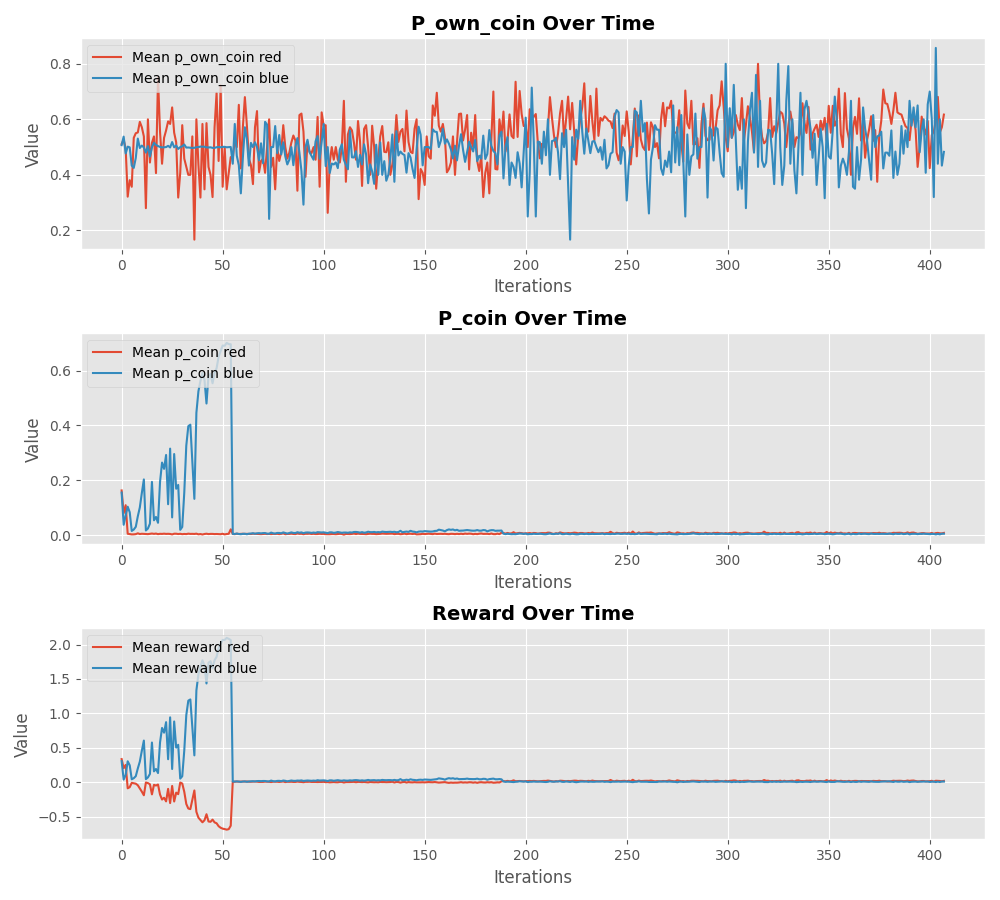 P_own_coin Over Time
Mean p_own_coin red
Mean p_own_coin blue
Value
0.8
0.6
0.4
0.2
0 50 100 150 200 250 300 350 400
Iterations
P_coin Over Time
Mean p_coin red
Mean p_coin blue
Value
0.6
0.4
0.2
0.0
0 50 100 150 200 250 300 350 400
Iterations
Reward Over Time
Mean reward red
Mean reward blue
Value
2.0
1.5
1.0
0.5
0.0
−0.5
0 50 100 150 200 250 300 350 400
Iterations